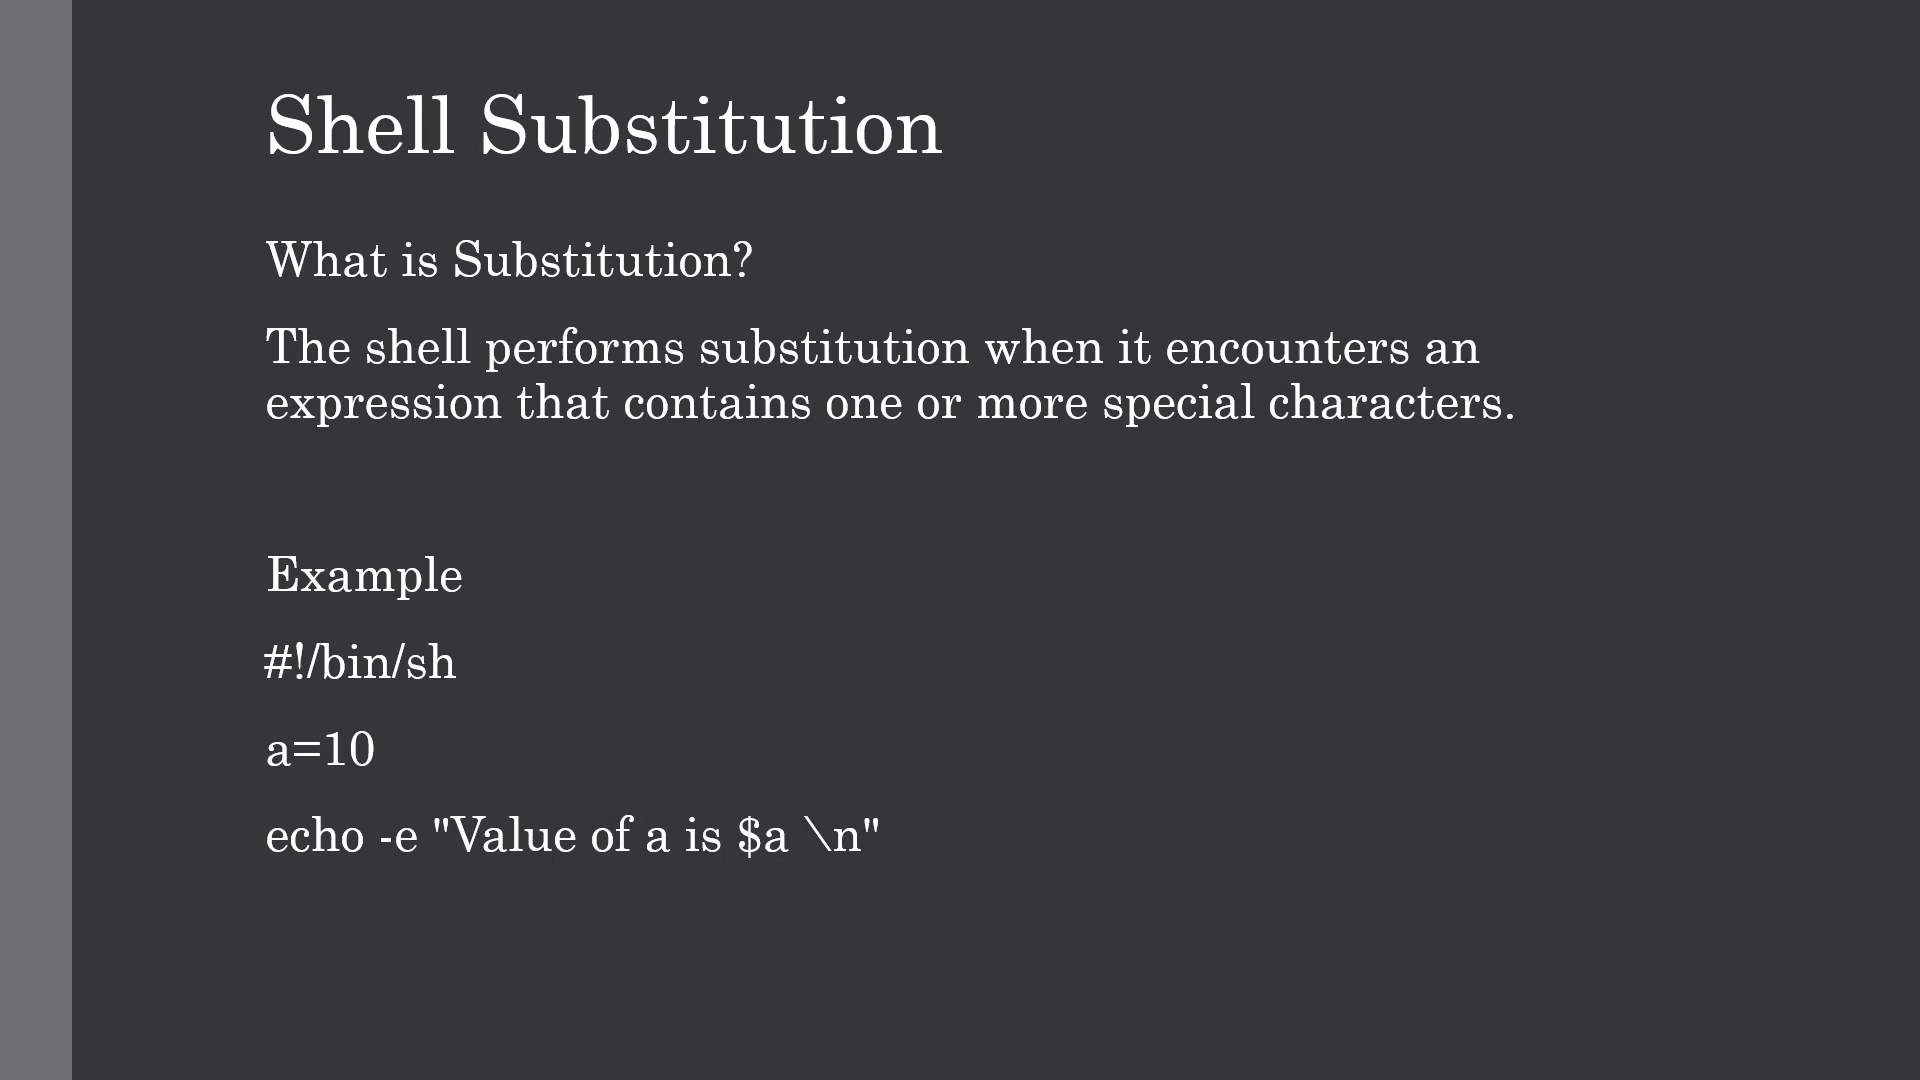 Shell Substitution
What is Substitution?
The shell performs substitution when it encounters an
expression that contains one or more special characters.
Example
#!/bin/sh
a=10
echo -e "Value of a is $a \n"